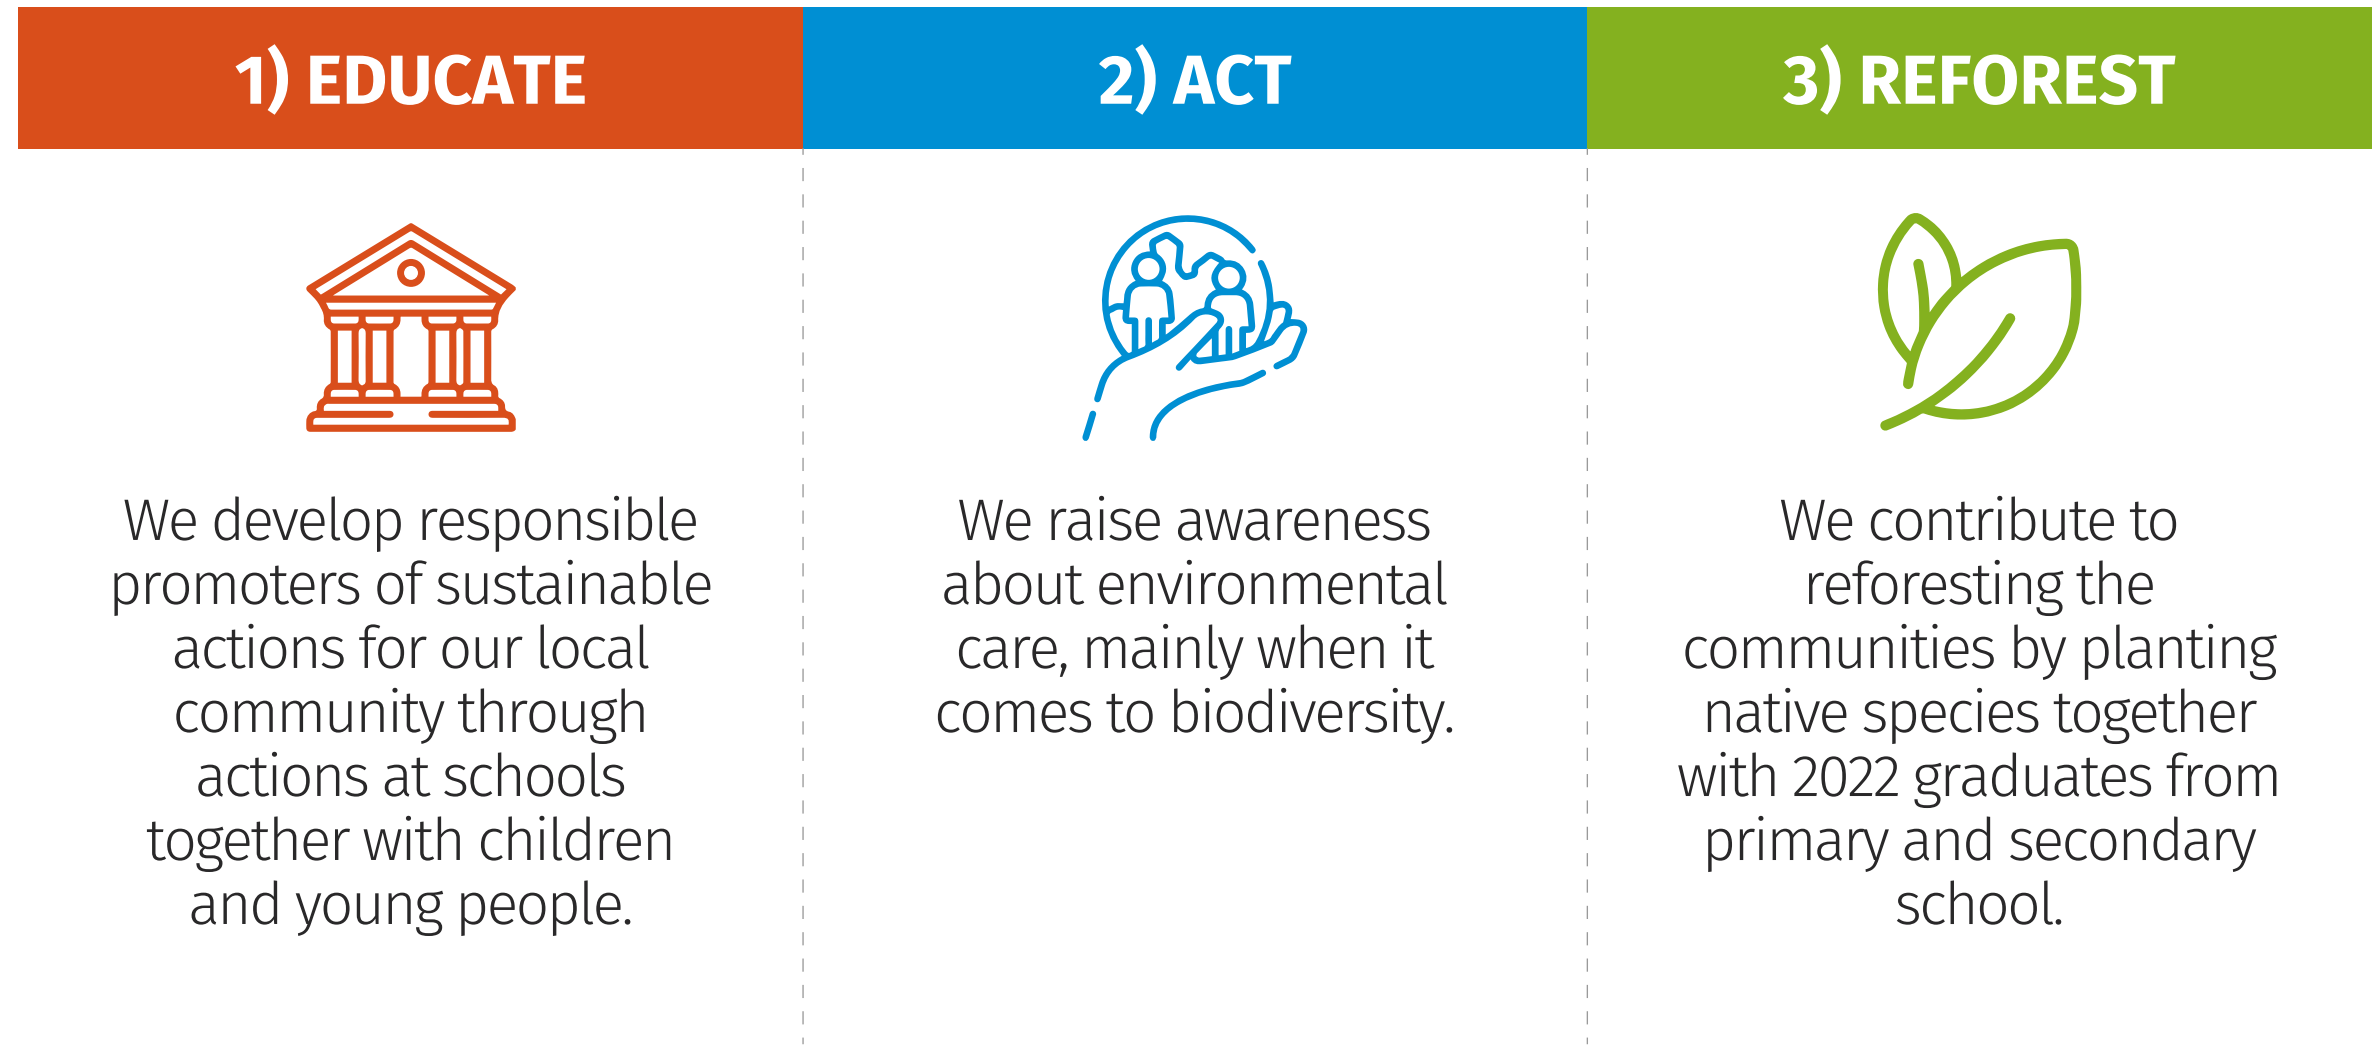 1) EDUCATE
We develop responsible
promoters of sustainable
actions for our local
community through
actions at schools
together with children
and young people.
2) ACT
We raise awareness
about environmental
care, mainly when it
comes to biodiversity.
3) REFOREST
We contribute to
reforesting the
communities by planting
native species together
with 2022 graduates from
primary and secondary
school.